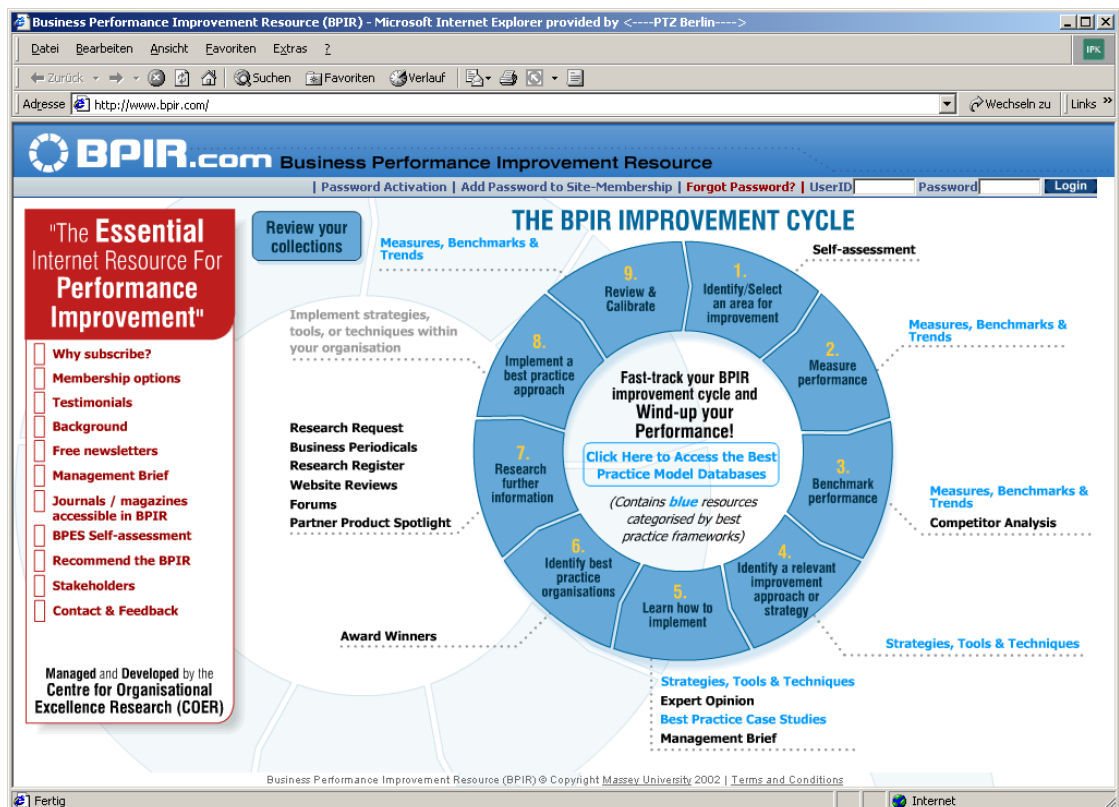 Business Performance Improvement Resource (BPIR) - Microsoft Internet Explorer provided by <----PTZ Berlin---->
Datei Bearbeiten Ansicht Favoriten Extras ?
IPK
Zurück Suchen Favoriten Verlauf
Adresse http://www.bpir.com/ Wechseln zu Links »
BPIR.com Business Performance Improvement Resource
| Password Activation | Add Password to Site-Membership | Forgot Password? | UserID Password Login
"The Essential
Internet Resource For
Performance
Improvement"
Why subscribe?
Membership options
Testimonials
Background
Free newsletters
Management Brief
Journals / magazines
accessible in BPIR
BPES Self-assessment
Recommend the BPIR
Stakeholders
Contact & Feedback
Managed and Developed by the
Centre for Organisational
Excellence Research (COER)
Review your
collections
THE BPIR IMPROVEMENT CYCLE
1.
Identify/Select
an area for
improvement
Self-assessment
2.
Measure
performance
Measures, Benchmarks &
Trends
3.
Benchmark
performance
Measures, Benchmarks &
Trends
Competitor Analysis
4.
Identify a relevant
improvement
approach or
strategy
Strategies, Tools & Techniques
5.
Learn how to
implement
Strategies, Tools & Techniques
Expert Opinion
Best Practice Case Studies
Management Brief
6.
Identify best
practice
organisations
Award Winners
7.
Research
further
information
Research Request
Business Periodicals
Research Register
Website Reviews
Forums
Partner Product Spotlight
8.
Implement a
best practice
approach
Implement strategies,
tools, or techniques within
your organisation
9.
Review &
Calibrate
Measures, Benchmarks &
Trends
Fast-track your BPIR
improvement cycle and
Wind-up your
Performance!
Click Here to Access the Best
Practice Model Databases
(Contains blue resources
categorised by best
practice frameworks)
Business Performance Improvement Resource (BPIR) © Copyright Massey University 2002 | Terms and Conditions
Fertig Internet